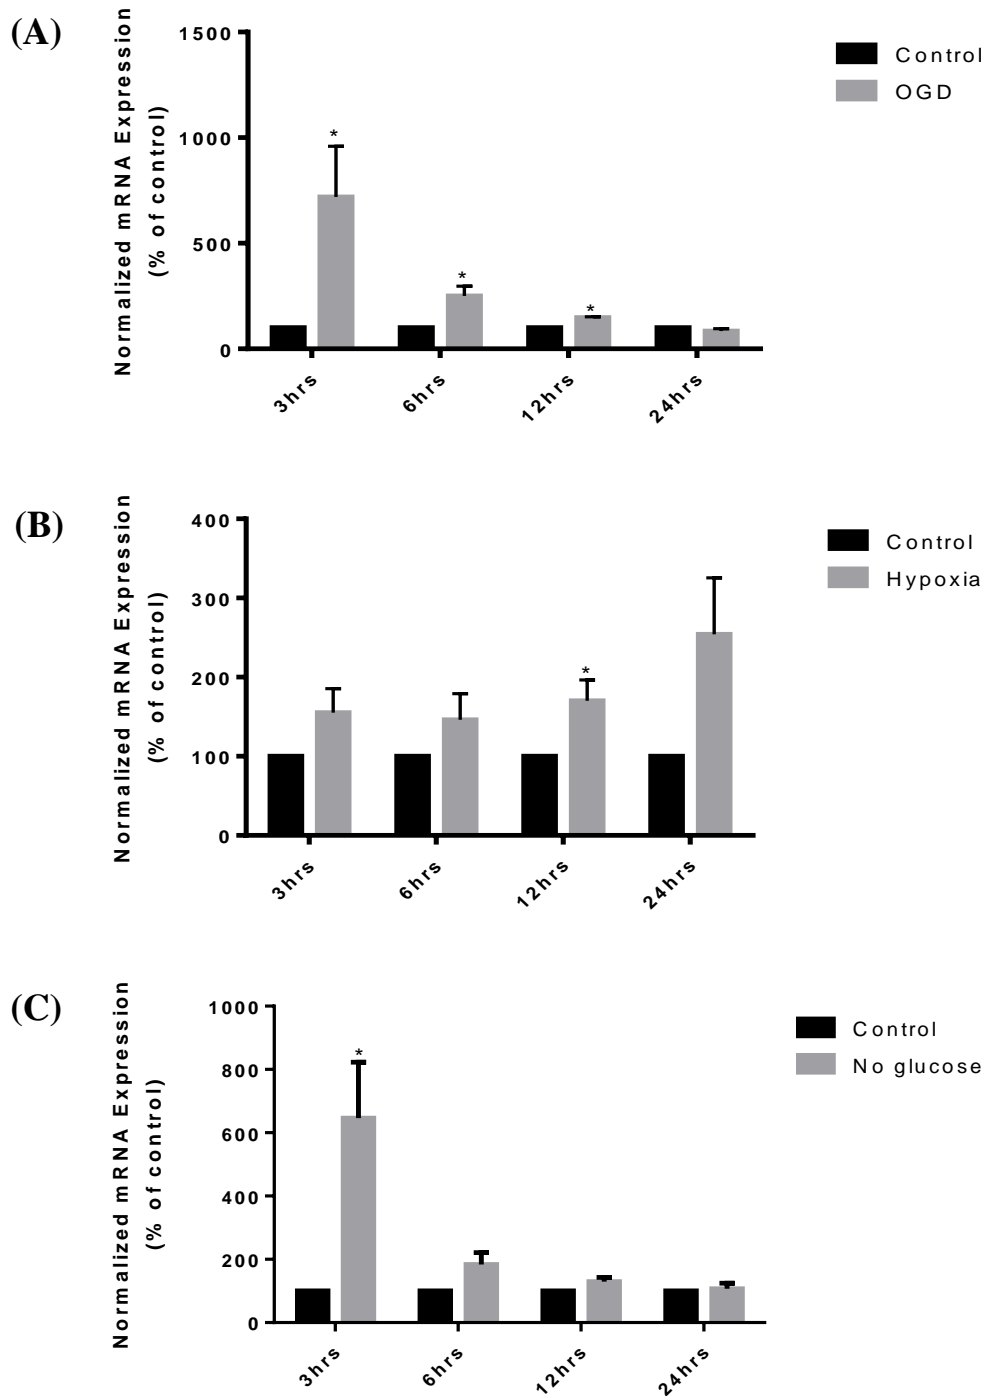 (A)
Normalized mRNA Expression
(% of control)
1500
1000
500
0
*
*
*
3hrs
6hrs
12hrs
24hrs
Control
OGD
(B)
Normalized mRNA Expression
(% of control)
400
300
200
100
0
*
3hrs
6hrs
12hrs
24hrs
Control
Hypoxia
(C)
Normalized mRNA Expression
(% of control)
1000
800
600
400
200
0
*
3hrs
6hrs
12hrs
24hrs
Control
No glucose